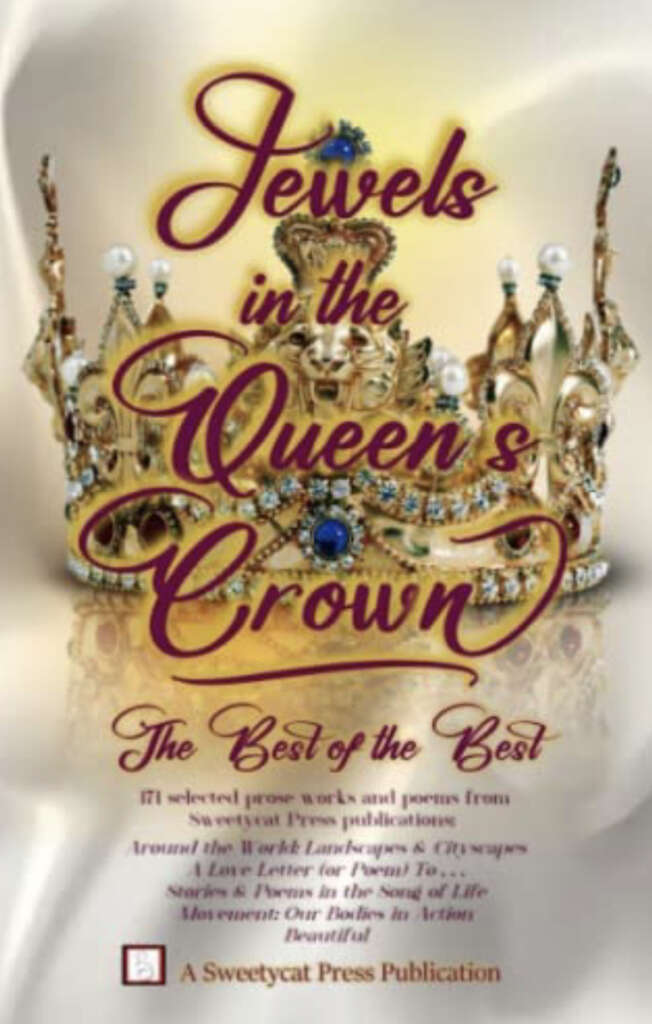 Jewels
in the
Queen's
Crown
The Best of the Best
171 selected prose works and poems from
Sweetycat Press publications:
Around the World: Landscapes & Cityscapes
A Love Letter (or Poem) To . . .
Stories & Poems in the Song of Life
Movement: Our Bodies in Action
Beautiful
A Sweetycat Press Publication